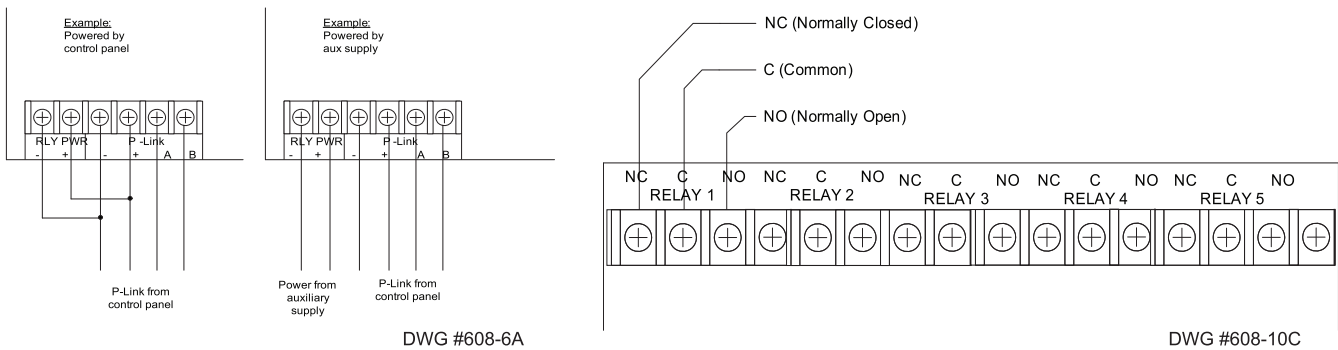 Example:
Powered by
control panel
RLY PWR P -Link
- + - + A B
P-Link from
control panel
Example:
Powered by
aux supply
RLY PWR P -Link
- + - + A B
Power from
auxiliary
supply
P-Link from
control panel
DWG #608-6A
NC (Normally Closed)
C (Common)
NO (Normally Open)
NC C NO NC C NO NC C NO NC C NO NC C NO
RELAY 1 RELAY 2 RELAY 3 RELAY 4 RELAY 5
DWG #608-10C